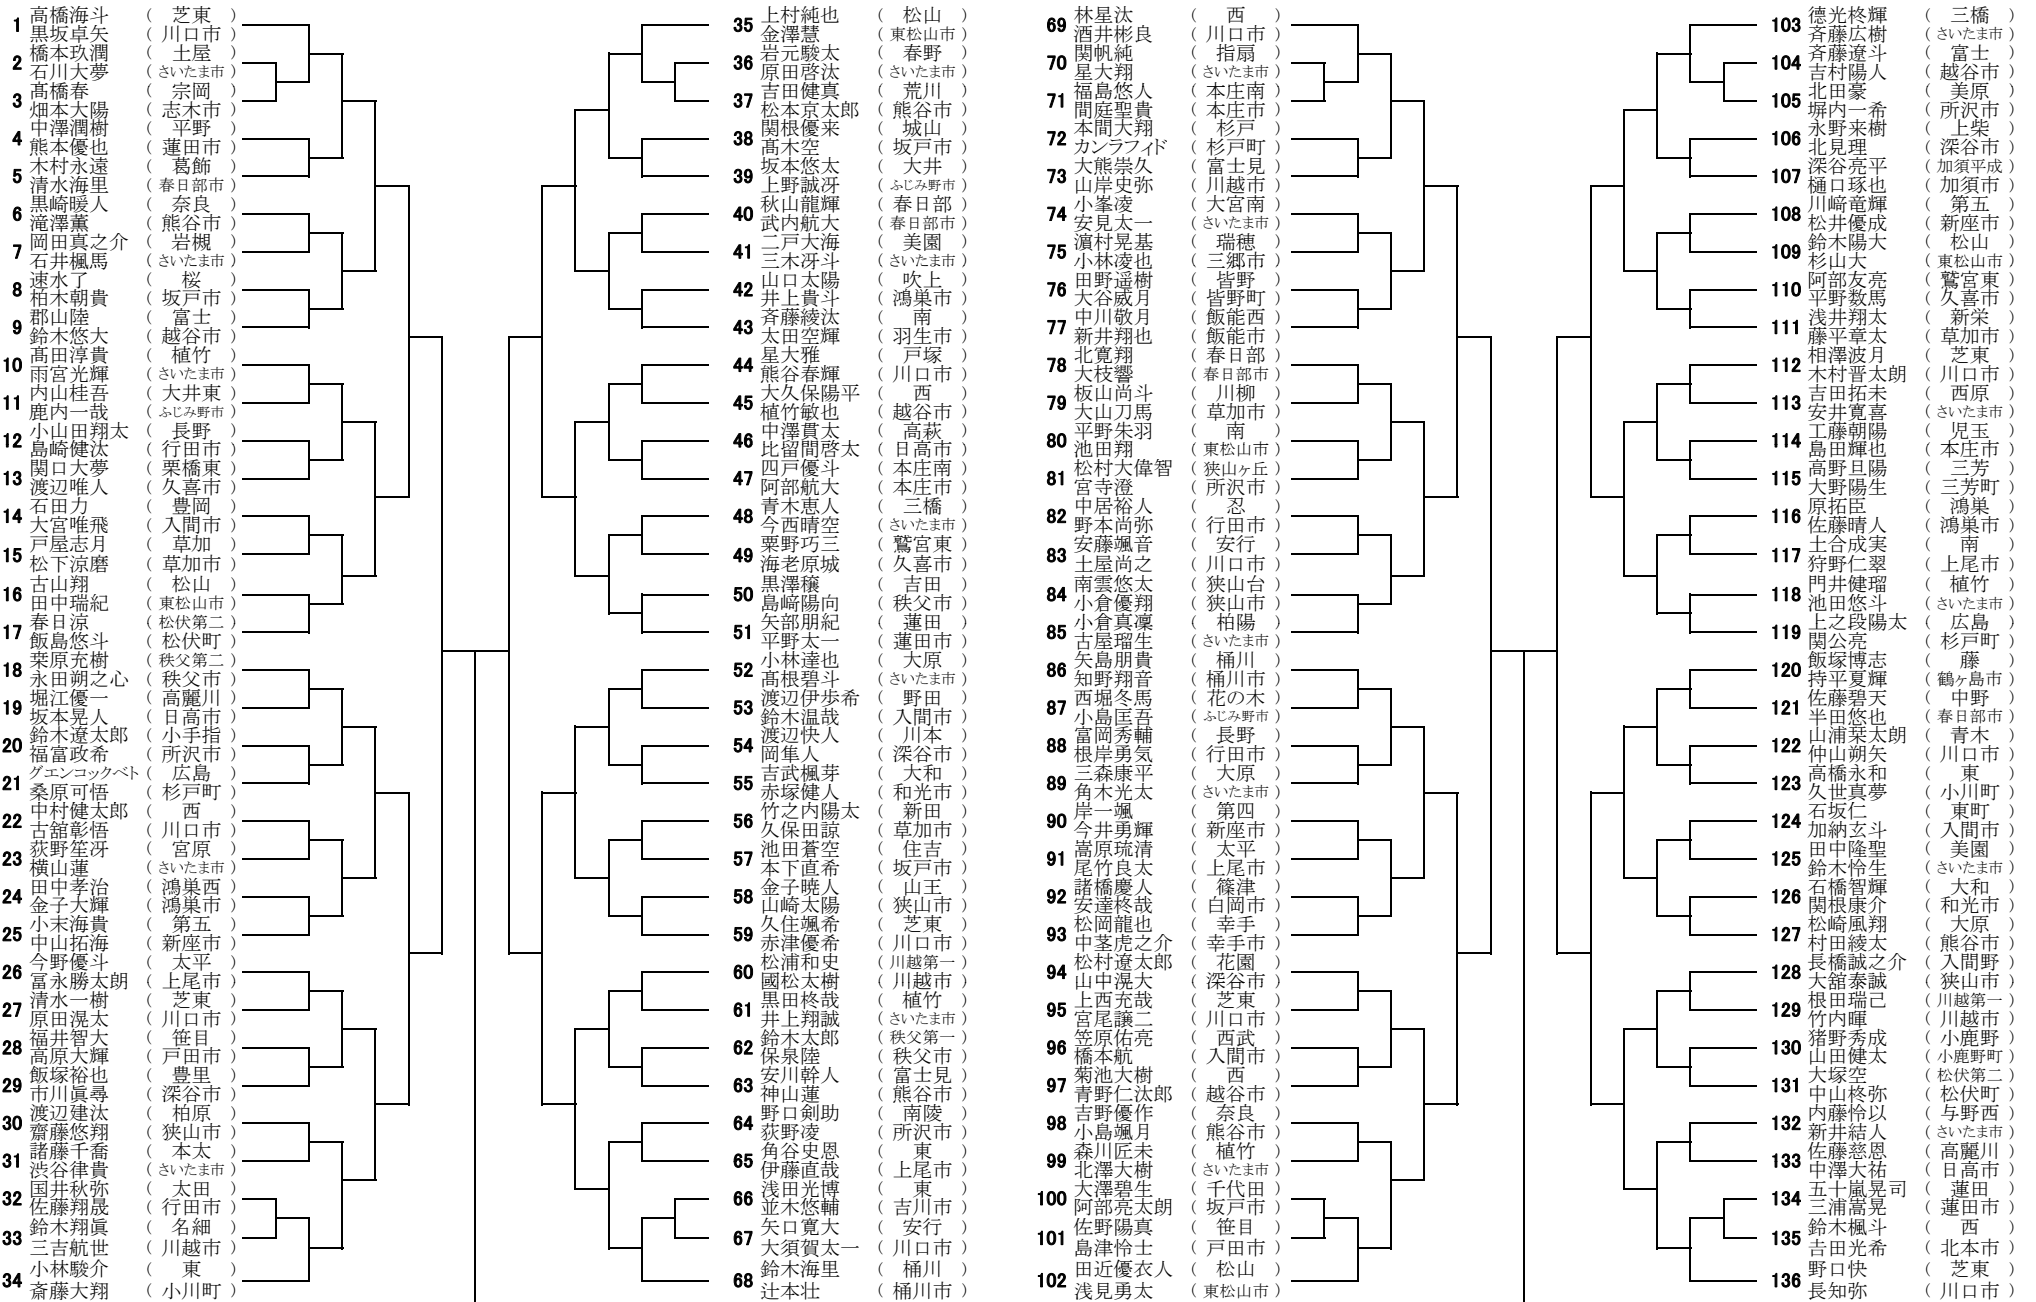 1 高橋海斗 ( 芝東 )
黒坂卓矢 ( 川口市 )
2 橋本玖潤 ( 土屋 )
石川大夢 ( さいたま市 )
3 髙橋春 ( 宗岡 )
畑本大陽 ( 志木市 )
4 中澤潤樹 ( 平野 )
熊本優也 ( 蓮田市 )
5 木村永遠 ( 葛飾 )
清水海里 ( 春日部市 )
6 黒崎暖人 ( 奈良 )
滝澤薫 ( 熊谷市 )
7 岡田真之介 ( 岩槻 )
石井楓馬 ( さいたま市 )
8 速水了 ( 桜 )
柏木朝貴 ( 坂戸市 )
9 郡山陸 ( 富士 )
鈴木悠大 ( 越谷市 )
10 髙田淳貴 ( 植竹 )
雨宮光輝 ( さいたま市 )
11 内山桂吾 ( 大井東 )
鹿内一哉 ( ふじみ野市 )
12 小山田翔太 ( 長野 )
島崎健汰 ( 行田市 )
13 関口大夢 ( 栗橋東 )
渡辺唯人 ( 久喜市 )
14 石田力 ( 豊岡 )
大宮唯飛 ( 入間市 )
15 戸屋志月 ( 草加 )
松下涼磨 ( 草加市 )
16 古山翔 ( 松山 )
田中瑞紀 ( 東松山市 )
17 春日涼 ( 松伏第二 )
飯島悠斗 ( 松伏町 )
18 栞原充樹 ( 秩父第二 )
永田朔之心 ( 秩父市 )
19 堀江優一 ( 高麗川 )
坂本晃人 ( 日高市 )
20 鈴木遼太郎 ( 小手指 )
福富政希 ( 所沢市 )
21 グエンコックベト ( 広島 )
桑原可悟 ( 杉戸町 )
22 中村健太郎 ( 西 )
古舘彰悟 ( 川口市 )
23 荻野笙冴 ( 宮原 )
横山蓮 ( さいたま市 )
24 田中孝治 ( 鴻巣西 )
金子大輝 ( 鴻巣市 )
25 小末海貴 ( 第五 )
中山拓海 ( 新座市 )
26 今野優斗 ( 太平 )
冨永勝太朗 ( 上尾市 )
27 清水一樹 ( 芝東 )
原田滉太 ( 川口市 )
28 福井智大 ( 笹目 )
高原大輝 ( 戸田市 )
29 飯塚裕也 ( 豊里 )
市川眞尋 ( 深谷市 )
30 渡辺建汰 ( 柏原 )
齋藤悠翔 ( 狭山市 )
31 諸藤千喬 ( 本太 )
渋谷律貴 ( さいたま市 )
32 国井秋弥 ( 太田 )
佐藤翔晟 ( 行田市 )
33 鈴木翔眞 ( 名細 )
三吉航世 ( 川越市 )
34 小林駿介 ( 東 )
斎藤大翔 ( 小川町 )
35 上村純也 ( 松山 )
金澤慧 ( 東松山市 )
36 岩元駿太 ( 春野 )
原田啓汰 ( さいたま市 )
37 吉田健真 ( 荒川 )
松本京太郎 ( 熊谷市 )
38 関根優来 ( 城山 )
髙木空 ( 坂戸市 )
39 坂本悠太 ( 大井 )
上野誠冴 ( ふじみ野市 )
40 秋山龍輝 ( 春日部 )
武内航大 ( 春日部市 )
41 二戸大海 ( 美園 )
三木冴斗 ( さいたま市 )
42 山口太陽 ( 吹上 )
井上貴斗 ( 鴻巣市 )
43 斉藤綾汰 ( 南 )
太田空輝 ( 羽生市 )
44 星大雅 ( 戸塚 )
熊谷春輝 ( 川口市 )
45 大久保陽平 ( 西 )
植竹敏也 ( 越谷市 )
46 中澤貫太 ( 高萩 )
比留間啓太 ( 日高市 )
47 四戸優斗 ( 本庄南 )
阿部航大 ( 本庄市 )
48 青木恵人 ( 三橋 )
今西晴空 ( さいたま市 )
49 粟野巧三 ( 鷲宮東 )
海老原城 ( 久喜市 )
50 黒澤穣 ( 吉田 )
島﨑陽向 ( 秩父市 )
51 矢部朋紀 ( 蓮田 )
平野太一 ( 蓮田市 )
52 小林達也 ( 大原 )
髙根碧斗 ( さいたま市 )
53 渡辺伊歩希 ( 野田 )
鈴木温哉 ( 入間市 )
54 渡辺快人 ( 川本 )
岡隼人 ( 深谷市 )
55 吉武楓芽 ( 大和 )
赤塚健人 ( 和光市 )
56 竹之内陽太 ( 新田 )
久保田諒 ( 草加市 )
57 池田蒼空 ( 住吉 )
本下直希 ( 坂戸市 )
58 金子暁人 ( 山王 )
山崎太陽 ( 狭山市 )
59 久住颯希 ( 芝東 )
赤津優希 ( 川口市 )
60 松浦和史 ( 川越第一 )
國松太樹 ( 川越市 )
61 黒田柊哉 ( 植竹 )
井上翔誠 ( さいたま市 )
62 鈴木太郎 ( 秩父第一 )
保泉陸 ( 秩父市 )
63 安川幹人 ( 富士見 )
神山蓮 ( 熊谷市 )
64 野口剣助 ( 南陵 )
荻野凌 ( 所沢市 )
65 角谷史恩 ( 東 )
伊藤直哉 ( 上尾市 )
66 浅田光博 ( 東 )
並木悠輔 ( 吉川市 )
67 矢口寛大 ( 安行 )
大須賀太一 ( 川口市 )
68 鈴木海里 ( 桶川 )
辻本壮 ( 桶川市 )
69 林星汰 ( 西 )
酒井彬良 ( 川口市 )
70 関帆純 ( 指扇 )
星大翔 ( さいたま市 )
71 福島悠人 ( 本庄南 )
間庭聖貴 ( 本庄市 )
72 本間大翔 ( 杉戸 )
カンラフィド ( 杉戸町 )
73 大熊崇久 ( 富士見 )
山岸史弥 ( 川越市 )
74 小峯凌 ( 大宮南 )
安見太一 ( さいたま市 )
75 濵村晃基 ( 瑞穂 )
小林凌也 ( 三郷市 )
76 田野遥樹 ( 皆野 )
大谷威月 ( 皆野町 )
77 中川敬月 ( 飯能西 )
新井翔也 ( 飯能市 )
78 北寛翔 ( 春日部 )
大枝響 ( 春日部市 )
79 板山尚斗 ( 川柳 )
大山刀馬 ( 草加市 )
80 平野朱羽 ( 南 )
池田翔 ( 東松山市 )
81 松村大偉智 ( 狭山ヶ丘 )
宮寺澄 ( 所沢市 )
82 中居裕人 ( 忍 )
野本尚弥 ( 行田市 )
83 安藤颯音 ( 安行 )
土屋尚之 ( 川口市 )
84 南雲悠太 ( 狭山台 )
小倉優翔 ( 狭山市 )
85 小倉真凜 ( 柏陽 )
古屋瑠生 ( さいたま市 )
86 矢島朋貴 ( 桶川 )
知野翔音 ( 桶川市 )
87 西堀冬馬 ( 花の木 )
小島匡吾 ( ふじみ野市 )
88 富岡秀輔 ( 長野 )
根岸勇気 ( 行田市 )
89 三森康平 ( 大原 )
角木光太 ( さいたま市 )
90 岸一颯 ( 第四 )
今井勇輝 ( 新座市 )
91 嵩原琉清 ( 太平 )
尾竹良太 ( 上尾市 )
92 諸橋慶人 ( 篠津 )
安達柊哉 ( 白岡市 )
93 松岡龍也 ( 幸手 )
中茎虎之介 ( 幸手市 )
94 松村遼太郎 ( 花園 )
山中滉大 ( 深谷市 )
95 上西充哉 ( 芝東 )
宮尾譲二 ( 川口市 )
96 笠原佑亮 ( 西武 )
橋本航 ( 入間市 )
97 菊池大樹 ( 西 )
青野仁汰郎 ( 越谷市 )
98 吉野優作 ( 奈良 )
小島颯月 ( 熊谷市 )
99 森川匠未 ( 植竹 )
北澤大樹 ( さいたま市 )
100 大澤碧生 ( 千代田 )
阿部亮太朗 ( 坂戸市 )
101 佐野陽真 ( 笹目 )
島津怜士 ( 戸田市 )
102 田近優衣人 ( 松山 )
浅見勇太 ( 東松山市 )
103 德光柊輝 ( 三橋 )
斉藤広樹 ( さいたま市 )
104 斉藤遼斗 ( 富士 )
吉村陽人 ( 越谷市 )
105 北田豪 ( 美原 )
塀内一希 ( 所沢市 )
106 永野来樹 ( 上柴 )
北見理 ( 深谷市 )
107 深谷亮平 ( 加須平成 )
樋口琢也 ( 加須市 )
108 川﨑竜輝 ( 第五 )
松井優成 ( 新座市 )
109 鈴木陽大 ( 松山 )
杉山大 ( 東松山市 )
110 阿部友亮 ( 鷲宮東 )
平野数馬 ( 久喜市 )
111 浅井翔太 ( 新栄 )
藤平章太 ( 草加市 )
112 相澤波月 ( 芝東 )
木村晋太朗 ( 川口市 )
113 吉田拓未 ( 西原 )
安井寛喜 ( さいたま市 )
114 工藤朝陽 ( 児玉 )
島田輝也 ( 本庄市 )
115 高野旦陽 ( 三芳 )
大野陽生 ( 三芳町 )
116 原拓臣 ( 鴻巣 )
佐藤晴人 ( 鴻巣市 )
117 土合成実 ( 南 )
狩野仁翠 ( 上尾市 )
118 門井健瑠 ( 植竹 )
池田悠斗 ( さいたま市 )
119 上之段陽太 ( 広島 )
関公亮 ( 杉戸町 )
120 飯塚博志 ( 藤 )
持平夏輝 ( 鶴ヶ島市 )
121 佐藤碧天 ( 中野 )
半田悠也 ( 春日部市 )
122 山浦栞太朗 ( 青木 )
仲山朔矢 ( 川口市 )
123 高橋永和 ( 東 )
久世真夢 ( 小川町 )
124 石坂仁 ( 東町 )
加納玄斗 ( 入間市 )
125 田中隆聖 ( 美園 )
鈴木怜生 ( さいたま市 )
126 石橋智輝 ( 大和 )
関根康介 ( 和光市 )
127 松崎風翔 ( 大原 )
村田綾太 ( 熊谷市 )
128 長橋誠之介 ( 入間野 )
大舘泰誠 ( 狭山市 )
129 根田瑞己 ( 川越第一 )
竹内暉 ( 川越市 )
130 猪野秀成 ( 小鹿野 )
山田健太 ( 小鹿野町 )
131 大塚空 ( 松伏第二 )
中山柊弥 ( 松伏町 )
132 内藤怜以 ( 与野西 )
新井結人 ( さいたま市 )
133 佐藤慈恩 ( 高麗川 )
中澤大祐 ( 日高市 )
134 五十嵐晃司 ( 蓮田 )
三浦嵩晃 ( 蓮田市 )
135 鈴木楓斗 ( 西 )
𠮷田光希 ( 北本市 )
136 野口快 ( 芝東 )
長知弥 ( 川口市 )